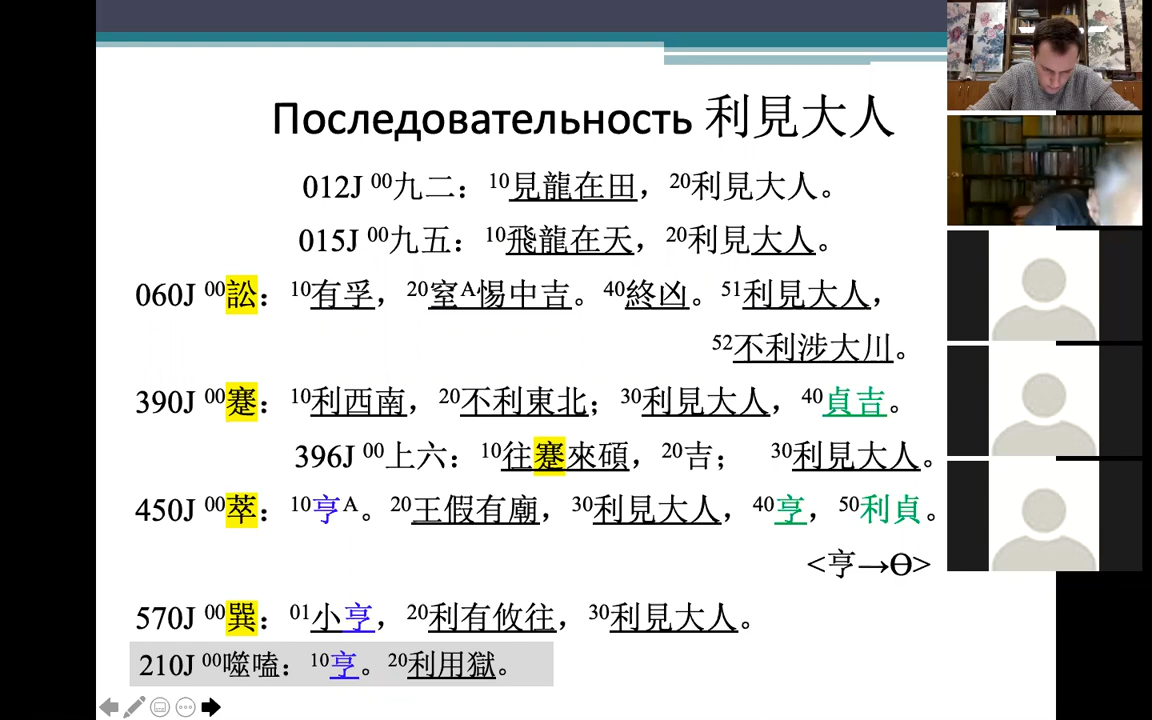 Последовательность 利見大人
012J ⁰⁰九二：¹⁰見龍在田，²⁰利見大人。
015J ⁰⁰九五：¹⁰飛龍在天，²⁰利見大人。
060J ⁰⁰訟：¹⁰有孚，²⁰窒ᴬ惕中吉。⁴⁰終凶。⁵¹利見大人，
⁵²不利涉大川。
390J ⁰⁰蹇：¹⁰利西南，²⁰不利東北；³⁰利見大人，⁴⁰貞吉。
396J ⁰⁰上六：¹⁰往蹇來碩，²⁰吉； ³⁰利見大人。
450J ⁰⁰萃：¹⁰亨ᴬ。²⁰王假有廟，³⁰利見大人，⁴⁰亨，⁵⁰利貞。
<亨→Ɵ>
570J ⁰⁰巽：⁰¹小亨，²⁰利有攸往，³⁰利見大人。
210J ⁰⁰噬嗑：¹⁰亨。²⁰利用獄。